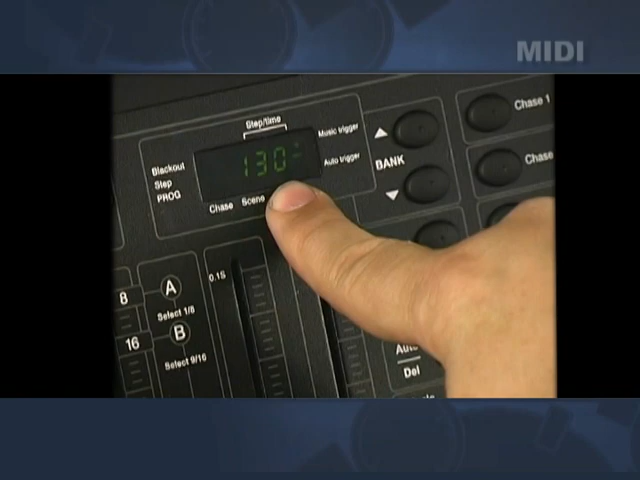 MIDI
Step/time
Music trigger
Auto trigger
Blackout
Step
PROG
130
Chase Scene
BANK
Chase 1
Chase
0.1S
8
A
Select 1/8
16
B
Select 9/16
Auto
Del